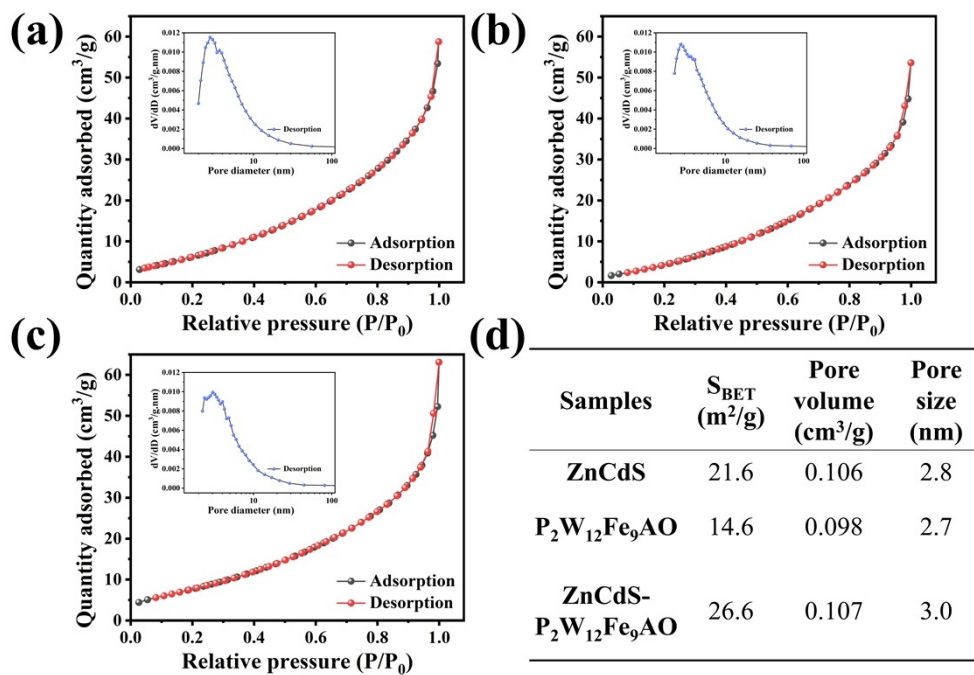 (a)
Quantity adsorbed (cm³/g)
60
50
40
30
20
10
0
0.0 0.2 0.4 0.6 0.8 1.0
Relative pressure (P/P₀)
Adsorption
Desorption
dV/dD (cm³/g.nm)
0.012
0.010
0.008
0.006
0.004
0.002
0.000
10 100
Pore diameter (nm)
Desorption
(b)
Quantity adsorbed (cm³/g)
60
50
40
30
20
10
0
0.0 0.2 0.4 0.6 0.8 1.0
Relative pressure (P/P₀)
Adsorption
Desorption
dV/dD (cm³/g.nm)
0.012
0.010
0.008
0.006
0.004
0.002
0.000
10 100
Pore diameter (nm)
Desorption
(c)
Quantity adsorbed (cm³/g)
60
50
40
30
20
10
0
0.0 0.2 0.4 0.6 0.8 1.0
Relative pressure (P/P₀)
Adsorption
Desorption
dV/dD (cm³/g.nm)
0.012
0.010
0.008
0.006
0.004
0.002
0.000
10 100
Pore diameter (nm)
Desorption
(d)
Samples
S_BET
(m²/g)
Pore
volume
(cm³/g)
Pore
size
(nm)
ZnCdS 21.6 0.106 2.8
P₂W₁₂Fe₉AO 14.6 0.098 2.7
ZnCdS-
P₂W₁₂Fe₉AO 26.6 0.107 3.0